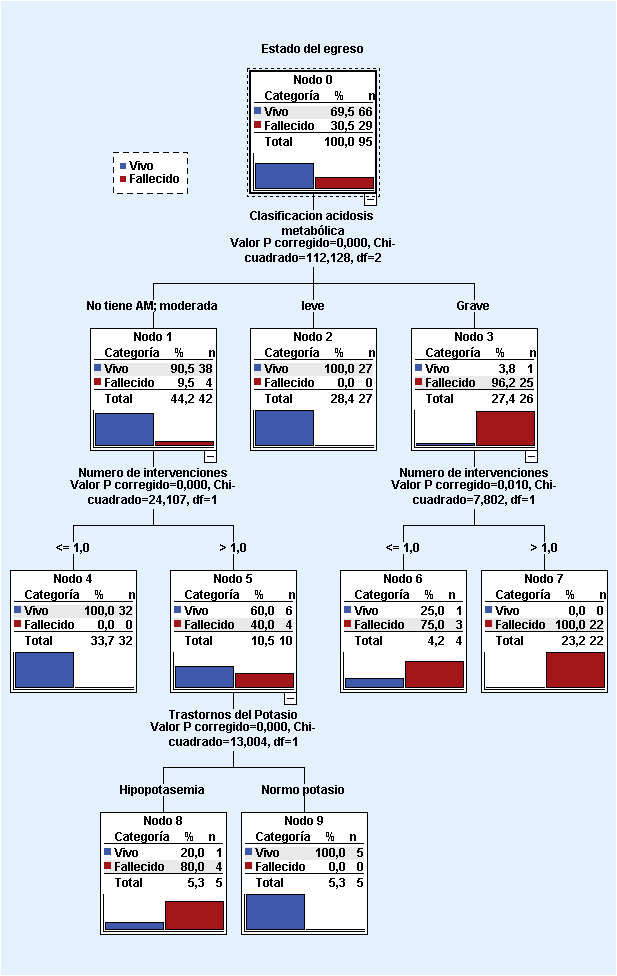 Estado del egreso
Nodo 0
Categoría % n
Vivo 69,5 66
Fallecido 30,5 29
Total 100,0 95
Vivo
Fallecido
Clasificacion acidosis
metabólica
Valor P corregido=0,000, Chi-
cuadrado=112,128, df=2
No tiene AM; moderada
leve
Grave
Nodo 1
Categoría % n
Vivo 90,5 38
Fallecido 9,5 4
Total 44,2 42
Nodo 2
Categoría % n
Vivo 100,0 27
Fallecido 0,0 0
Total 28,4 27
Nodo 3
Categoría % n
Vivo 3,8 1
Fallecido 96,2 25
Total 27,4 26
Numero de intervenciones
Valor P corregido=0,000, Chi-
cuadrado=24,107, df=1
Numero de intervenciones
Valor P corregido=0,010, Chi-
cuadrado=7,802, df=1
<= 1,0
> 1,0
<= 1,0
> 1,0
Nodo 4
Categoría % n
Vivo 100,0 32
Fallecido 0,0 0
Total 33,7 32
Nodo 5
Categoría % n
Vivo 60,0 6
Fallecido 40,0 4
Total 10,5 10
Nodo 6
Categoría % n
Vivo 25,0 1
Fallecido 75,0 3
Total 4,2 4
Nodo 7
Categoría % n
Vivo 0,0 0
Fallecido 100,0 22
Total 23,2 22
Trastornos del Potasio
Valor P corregido=0,000, Chi-
cuadrado=13,004, df=1
Hipopotasemia
Normo potasio
Nodo 8
Categoría % n
Vivo 20,0 1
Fallecido 80,0 4
Total 5,3 5
Nodo 9
Categoría % n
Vivo 100,0 5
Fallecido 0,0 0
Total 5,3 5